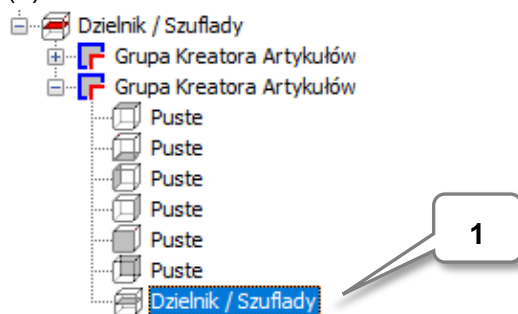 Dzielnik / Szuflady
Grupa Kreatora Artykułów
Grupa Kreatora Artykułów
Puste
Puste
Puste
Puste
Puste
Puste
Dzielnik / Szuflady
1